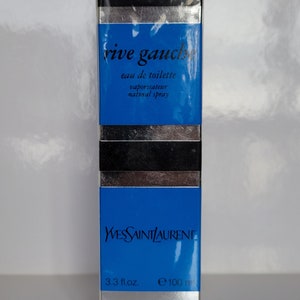 rive gauche
eau de toilette
vaporisateur
natural spray
YVESSAINTLAURENT
3.3 fl.oz. ℮ 100 ml